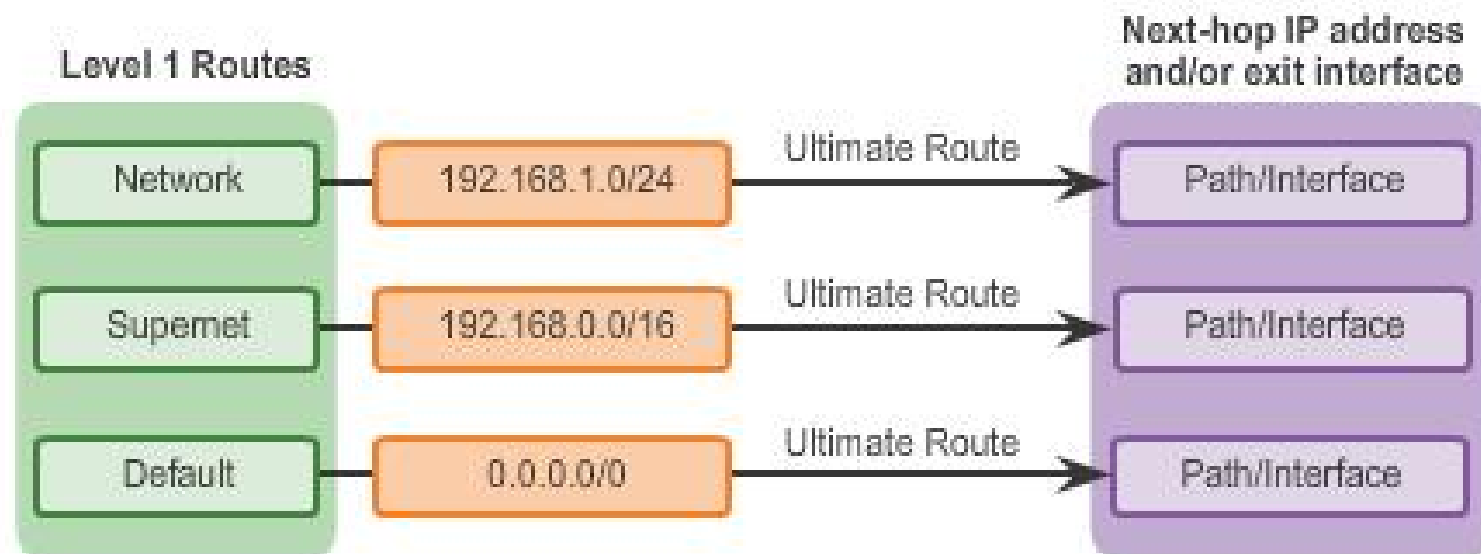 Level 1 Routes
Next-hop IP address
and/or exit interface
Network
192.168.1.0/24
Ultimate Route
Path/Interface
Supernet
192.168.0.0/16
Ultimate Route
Path/Interface
Default
0.0.0.0/0
Ultimate Route
Path/Interface